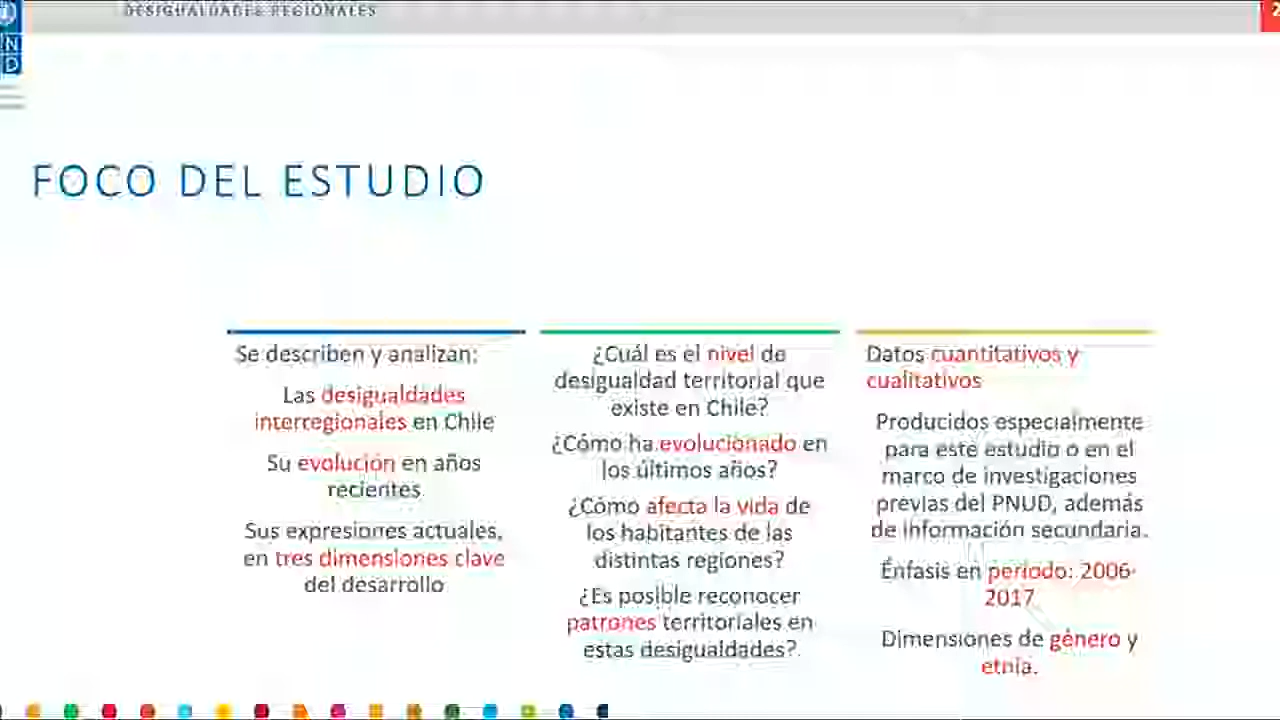 DESIGUALDADES REGIONALES
2
N
D
FOCO DEL ESTUDIO
Se describen y analizan:
Las desigualdades
interregionales en Chile
Su evolución en años
recientes
Sus expresiones actuales,
en tres dimensiones clave
del desarrollo
¿Cuál es el nivel de
desigualdad territorial que
existe en Chile?
¿Cómo ha evolucionado en
los últimos años?
¿Cómo afecta la vida de
los habitantes de las
distintas regiones?
¿Es posible reconocer
patrones territoriales en
estas desigualdades?
Datos cuantitativos y
cualitativos
Producidos especialmente
para este estudio o en el
marco de investigaciones
previas del PNUD, además
de información secundaria.
Énfasis en periodo: 2006-
2017
Dimensiones de género y
etnia.